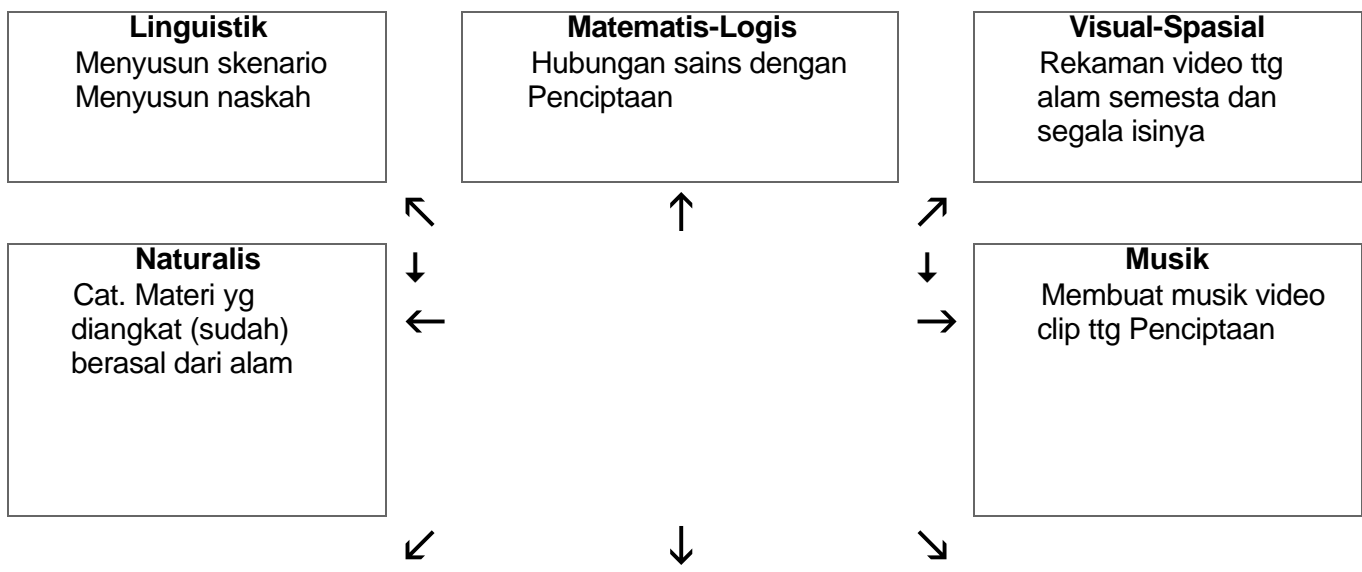 Linguistik
Menyusun skenario
Menyusun naskah
Matematis-Logis
Hubungan sains dengan
Penciptaan
Visual-Spasial
Rekaman video ttg
alam semesta dan
segala isinya
Naturalis
Cat. Materi yg
diangkat (sudah)
berasal dari alam
Musik
Membuat musik video
clip ttg Penciptaan